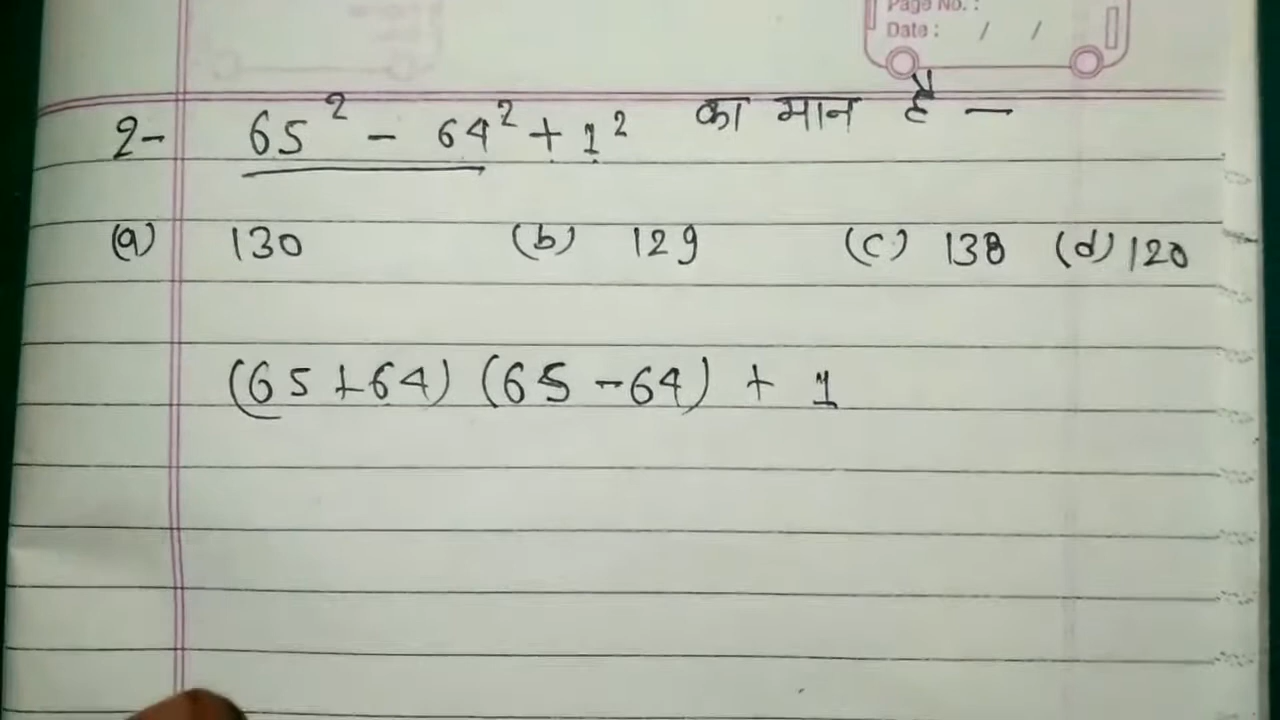 Page No. :
Date : / /
2- 65² - 64² + 1² का मान है -
(a) 130 (b) 129 (c) 138 (d) 120
(65+64) (65-64) + 1